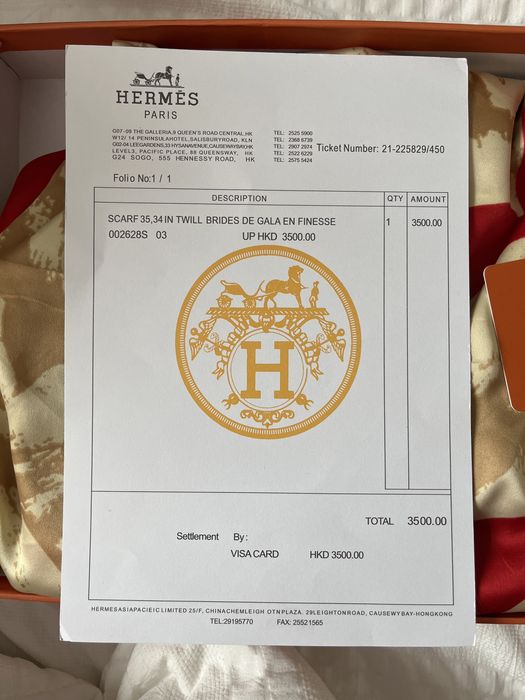 HERMÈS
PARIS
G07-09 THE GALLERIA,9 QUEEN'S ROAD CENTRAL,HK TEL: 2525 5900
W12/ 14 PENINSULAHOTEL,SALISBURYROAD, KLN TEL: 2368 6739
G02-04 LEEGARDENS,33 HYSANAVENUE,CAUSEWAYBAYHK TEL: 2907 2974
LEVEL3, PACIFIC PLACE, 88 QUEENSWAY, HK TEL: 2522 6229
G24 SOGO, 555 HENNESSY ROAD, HK TEL: 2575 5424
Ticket Number: 21-225829/450
Folio No:1 / 1
DESCRIPTION QTY AMOUNT
SCARF 35,34 IN TWILL BRIDES DE GALA EN FINESSE 1 3500.00
002628S 03 UP HKD 3500.00
H
TOTAL 3500.00
Settlement By:
VISA CARD HKD 3500.00
HERMESASIAPACIEIC LIMITED 25/F, CHINACHEMLEIGH OTNPLAZA. 29LEIGHTONROAD, CAUSEWYBAY-HONGKONG
TEL:29195770 FAX: 25521565